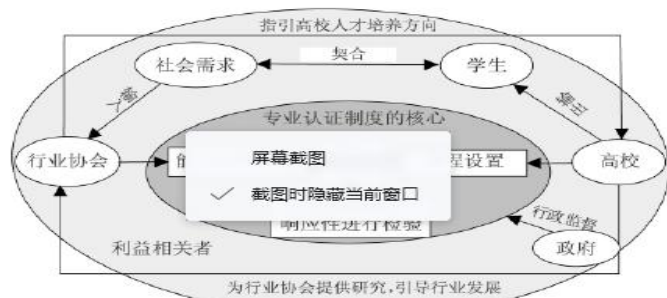 指引高校人才培养方向
社会需求
契合
学生
输入
输出
专业认证制度的核心
行业协会
能
屏幕截图
程设置
高校
截图时隐藏当前窗口
响应性进行检验
行政监督
利益相关者
政府
为行业协会提供研究,引导行业发展